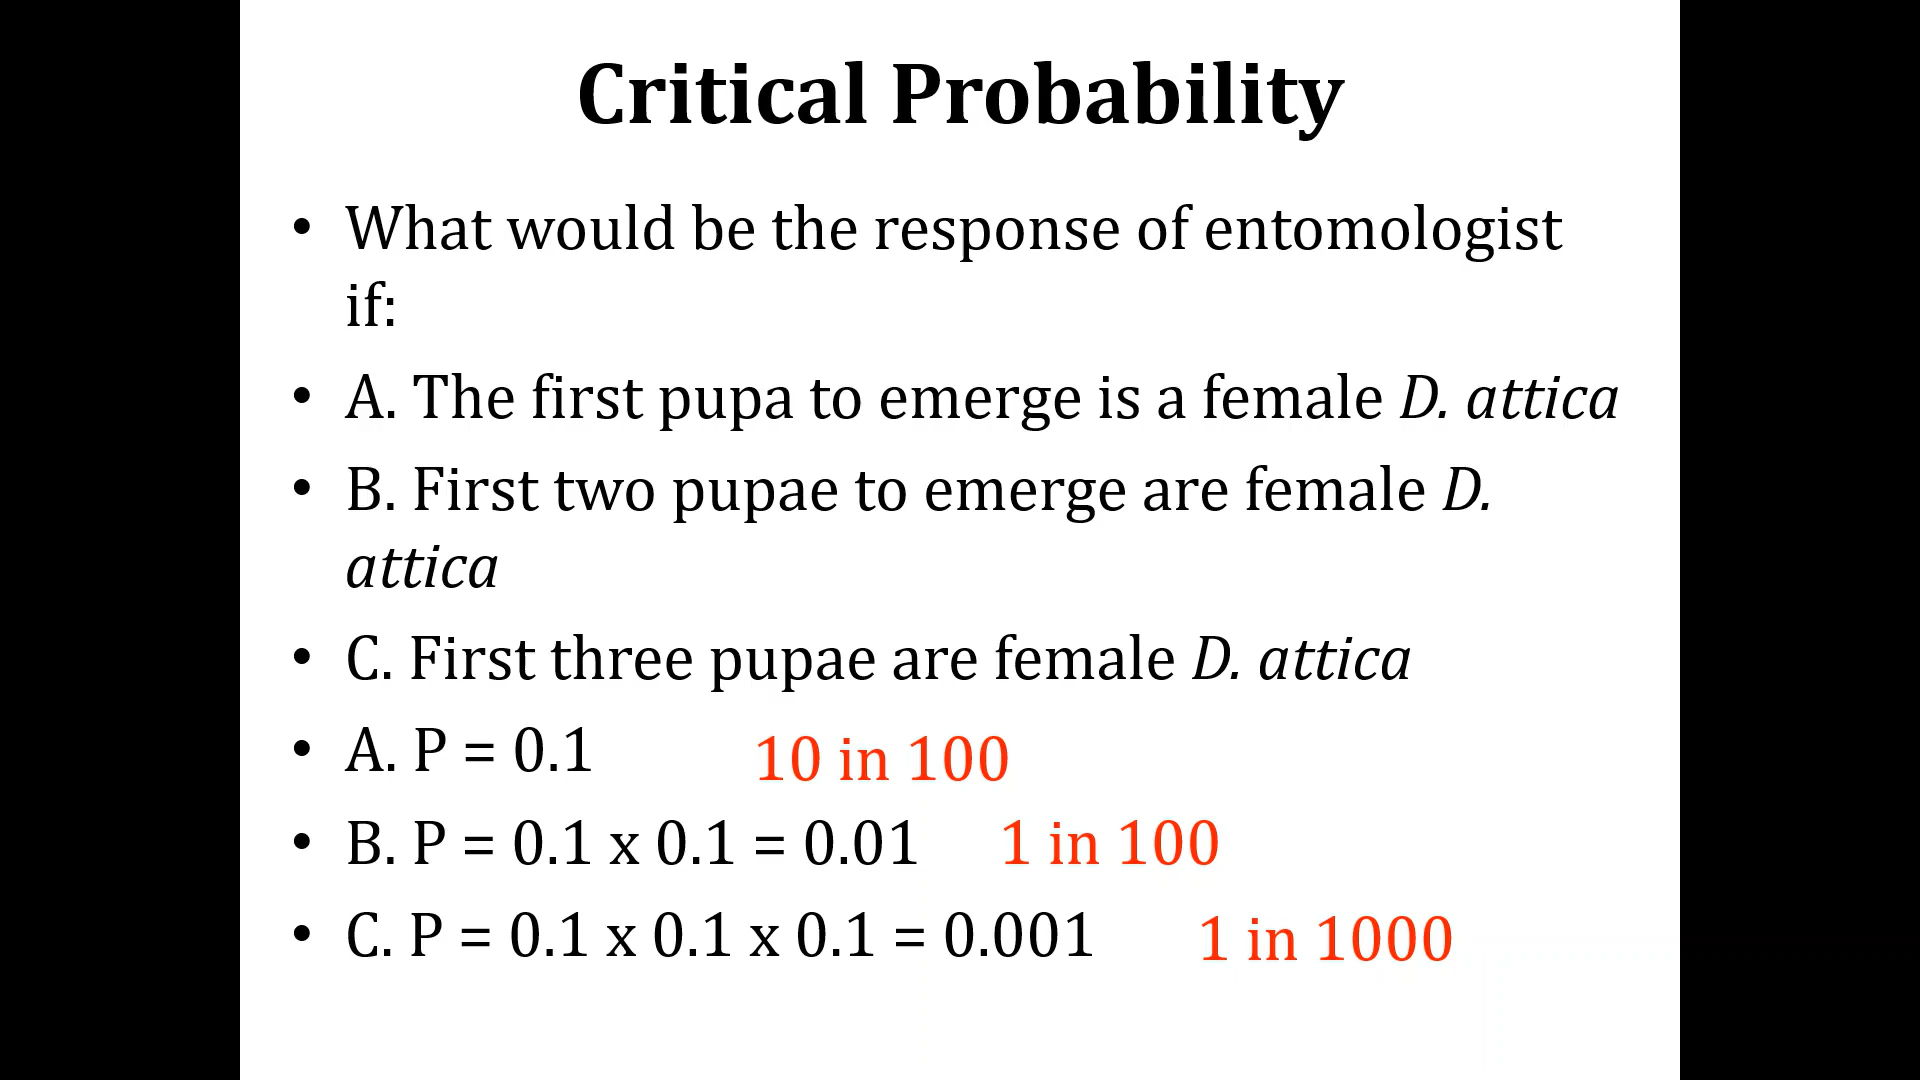 Critical Probability
• What would be the response of entomologist
if:
• A. The first pupa to emerge is a female D. attica
• B. First two pupae to emerge are female D.
attica
• C. First three pupae are female D. attica
• A. P = 0.1 10 in 100
• B. P = 0.1 x 0.1 = 0.01 1 in 100
• C. P = 0.1 x 0.1 x 0.1 = 0.001 1 in 1000